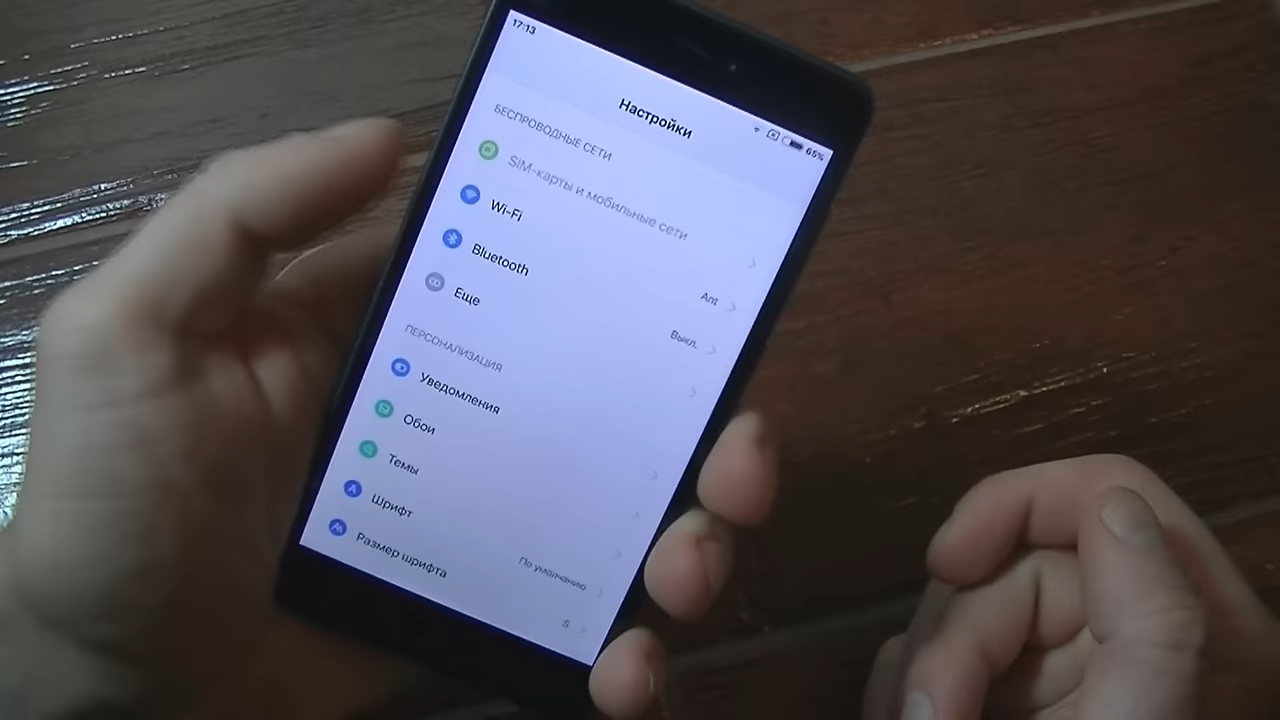 17:13
65%
Настройки
БЕСПРОВОДНЫЕ СЕТИ
SIM-карты и мобильные сети
Wi-Fi
Ant
Bluetooth
Выкл.
Еще
ПЕРСОНАЛИЗАЦИЯ
Уведомления
Обои
Темы
Шрифт
По умолчанию
Размер шрифта
S